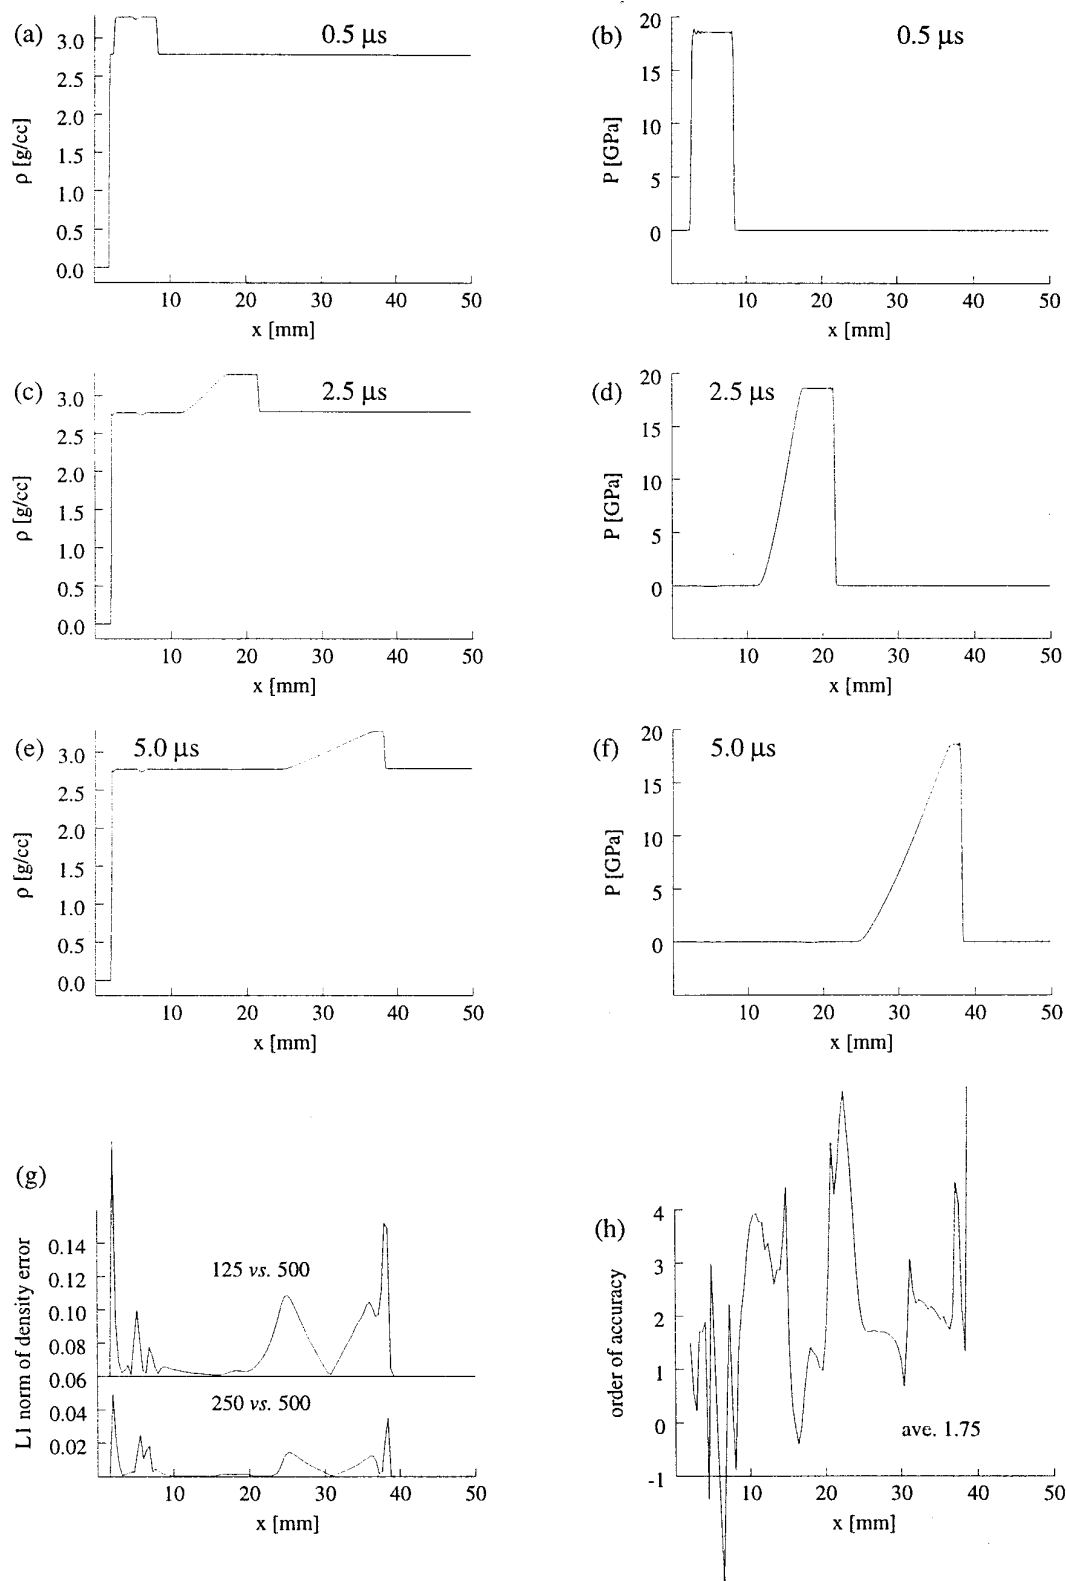 (a)
0.5 μs
3.0
2.5
2.0
1.5
1.0
0.5
0.0
ρ [g/cc]
10 20 30 40 50
x [mm]
(b)
0.5 μs
20
15
10
5
0
P [GPa]
10 20 30 40 50
x [mm]
(c)
2.5 μs
3.0
2.5
2.0
1.5
1.0
0.5
0.0
ρ [g/cc]
10 20 30 40 50
x [mm]
(d)
2.5 μs
20
15
10
5
0
P [GPa]
10 20 30 40 50
x [mm]
(e)
5.0 μs
3.0
2.5
2.0
1.5
1.0
0.5
0.0
ρ [g/cc]
10 20 30 40 50
x [mm]
(f)
5.0 μs
20
15
10
5
0
P [GPa]
10 20 30 40 50
x [mm]
(g)
0.14
0.12
0.10
0.08
0.06
0.04
0.02
L1 norm of density error
125 vs. 500
250 vs. 500
10 20 30 40 50
x [mm]
(h)
4
3
2
1
0
-1
order of accuracy
ave. 1.75
10 20 30 40 50
x [mm]